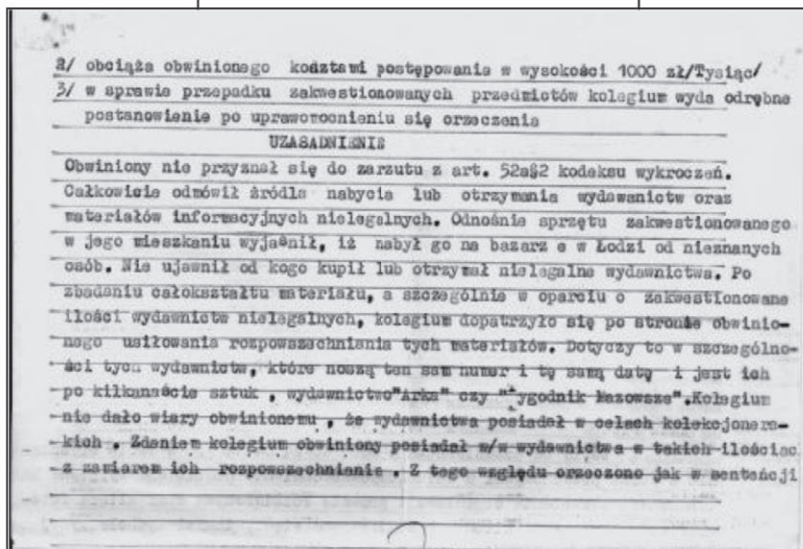 2/ obciąża obwinionego kosztami postępowania w wysokości 1000 zł/Tysiąc/
3/ w sprawie przepadku zakwestionowanych przedmiotów kolegium wyda odrębne
postanowienie po uprawomocnieniu się orzeczenia
UZASADNIENIE
Obwiniony nie przyznał się do zarzutu z art. 52a§2 kodeksu wykroczeń.
Całkowicie odmówił źródła nabycia lub otrzymania wydawnictw oraz
materiałów informacyjnych nielegalnych. Odnośnie sprzętu zakwestionowanego
w jego mieszkaniu wyjaśnił, iż nabył go na bazarz e w Łodzi od nieznanych
osób. Nie ujawnił od kogo kupił lub otrzymał nielegalne wydawnictwa. Po
zbadaniu całokształtu materiału, a szczególnie w oparciu o zakwestionowane
ilości wydawnictw nielegalnych, kolegium dopatrzyło się po stronie obwinio-
nego usiłowania rozpowszechniania tych materiałów. Dotyczy to w szczególno-
ści tych wydawnictw, które noszą ten sam numer i tę samą datę i jest ich
po kilkanaście sztuk , wydawnictwo"Arka" czy "Tygodnik Mazowsze".Kolegium
nie dało wiary obwinionemu , że wydawnictwa posiadał w celach kolekcjoners-
kich . Zdaniem kolegium obwiniony posiadał w/w wydawnictwa w takich ilościac
z zamiarem ich rozpowszechnianie . Z tego względu orzeczono jak w sentencji